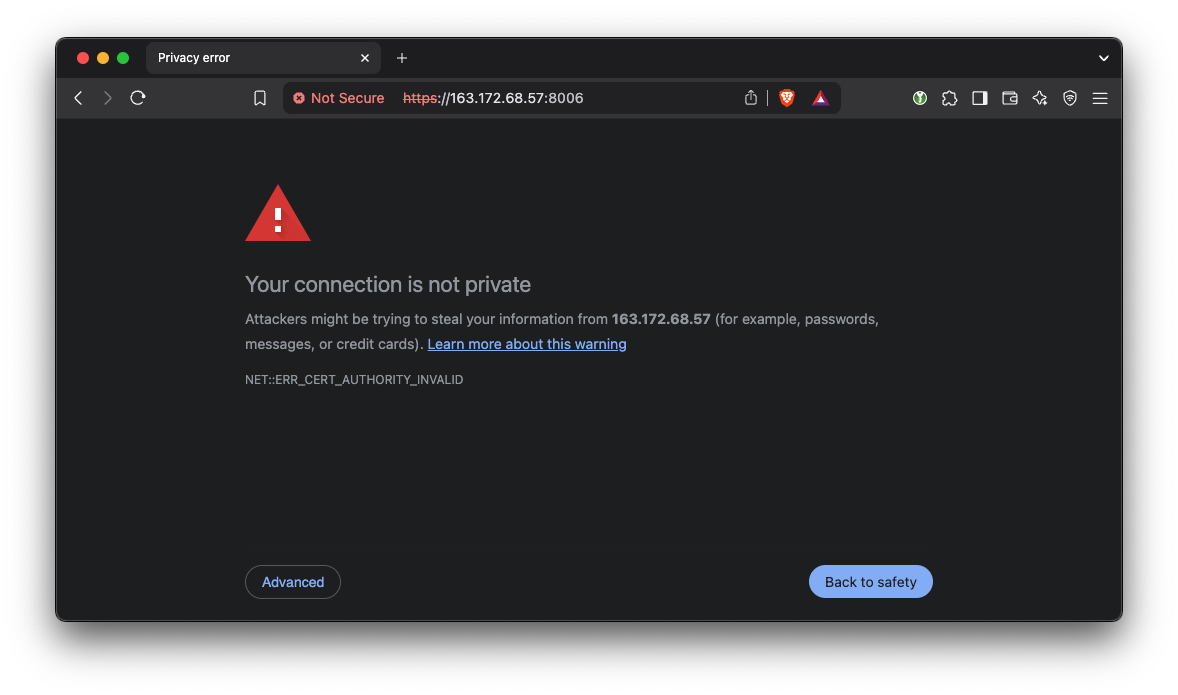 Privacy error
Not Secure https://163.172.68.57:8006
Your connection is not private
Attackers might be trying to steal your information from 163.172.68.57 (for example, passwords,
messages, or credit cards). Learn more about this warning
NET::ERR_CERT_AUTHORITY_INVALID
Advanced Back to safety